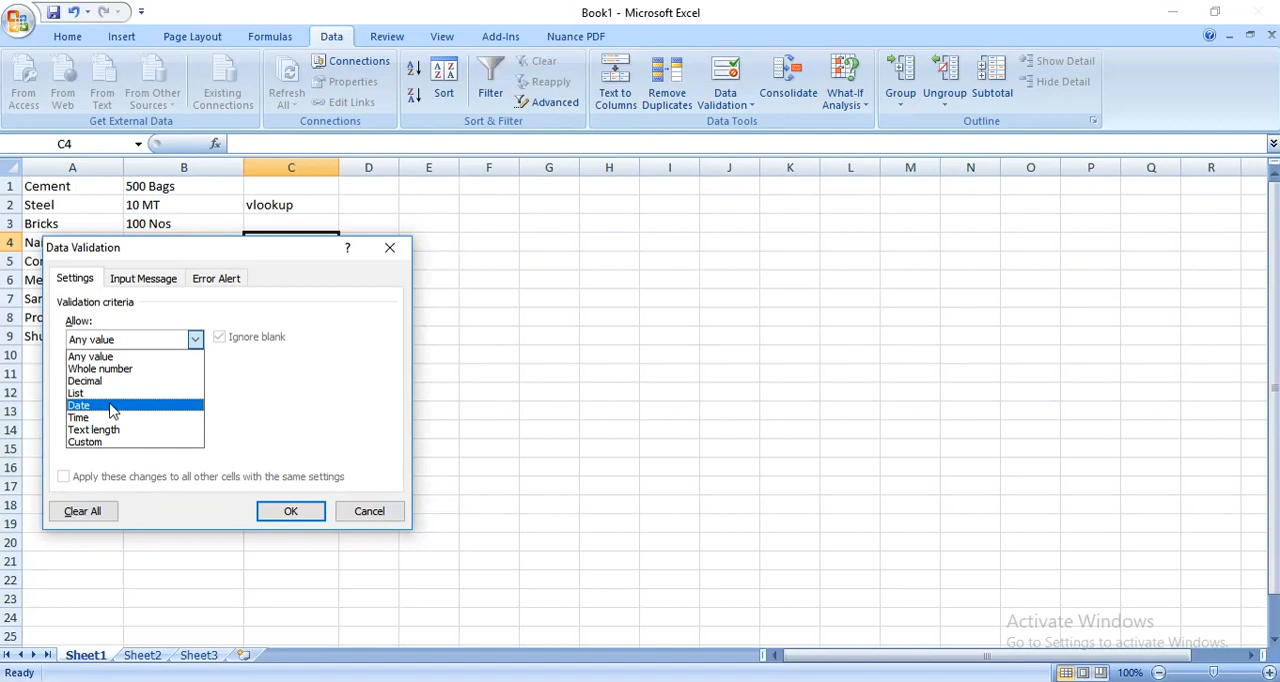 Book1 - Microsoft Excel
Home Insert Page Layout Formulas Data Review View Add-Ins Nuance PDF
From Access
From Web
From Text
From Other Sources
Existing Connections
Get External Data
Refresh All
Connections
Properties
Edit Links
Connections
Sort
Filter
Clear
Reapply
Advanced
Sort & Filter
Text to Columns
Remove Duplicates
Data Validation
Consolidate
What-If Analysis
Data Tools
Group
Ungroup
Subtotal
Show Detail
Hide Detail
Outline
C4 fx
A B C D E F G H I J K L M N O P Q R
1 Cement 500 Bags
2 Steel 10 MT vlookup
3 Bricks 100 Nos
4 Na
5 Co
6 Me
7 Sar
8 Pro
9 Shu
10
11
12
13
14
15
16
17
18
19
20
21
22
23
24
25
Data Validation ?
Settings Input Message Error Alert
Validation criteria
Allow:
Any value
Ignore blank
Any value
Whole number
Decimal
List
Date
Time
Text length
Custom
Apply these changes to all other cells with the same settings
Clear All OK Cancel
Activate Windows
Go to Settings to activate Windows.
Sheet1 Sheet2 Sheet3
Ready 100%